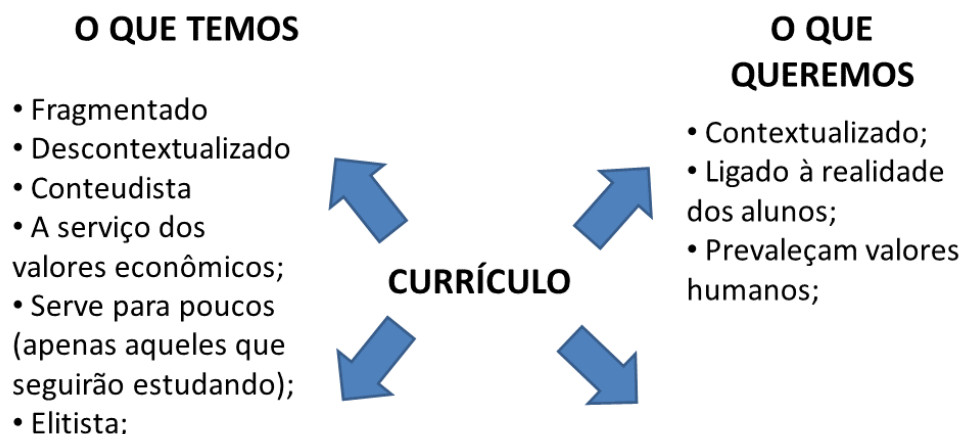 O QUE TEMOS
• Fragmentado
• Descontextualizado
• Conteudista
• A serviço dos
valores econômicos;
• Serve para poucos
(apenas aqueles que
seguirão estudando);
• Elitista;
CURRÍCULO
O QUE
QUEREMOS
• Contextualizado;
• Ligado à realidade
dos alunos;
• Prevaleçam valores
humanos;